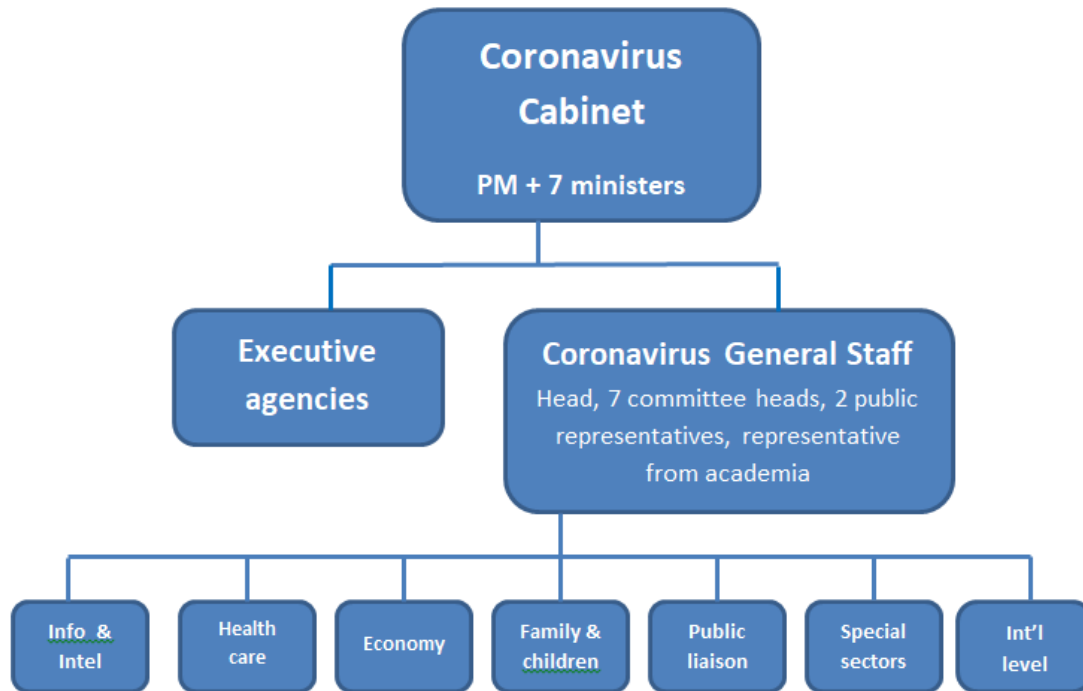 Coronavirus
Cabinet
PM + 7 ministers
Executive
agencies
Coronavirus General Staff
Head, 7 committee heads, 2 public
representatives, representative
from academia
Info &
Intel
Health
care
Economy
Family &
children
Public
liaison
Special
sectors
Int'l
level